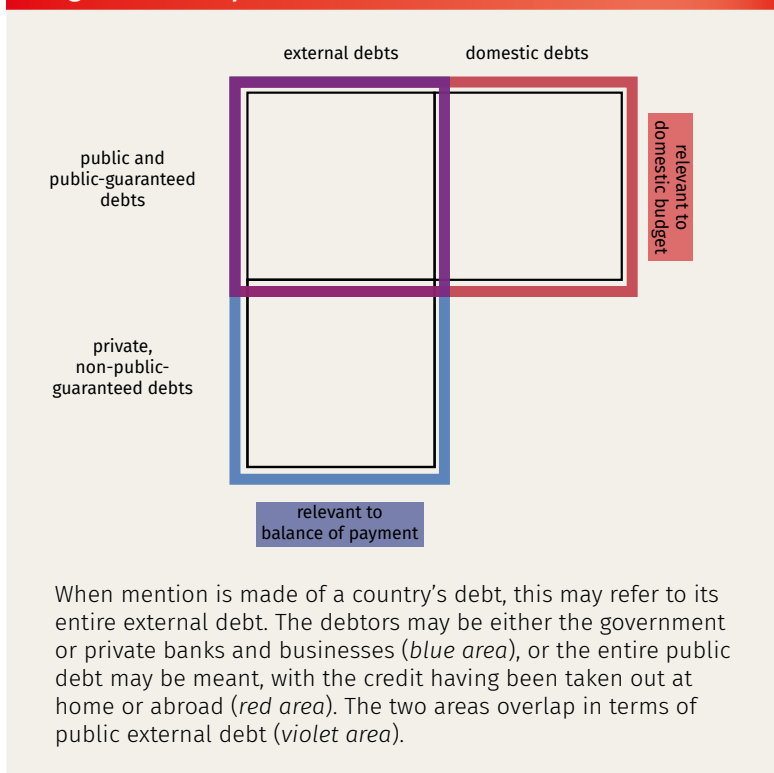 external debts
domestic debts
public and
public-guaranteed
debts
relevant to
domestic budget
private,
non-public-
guaranteed debts
relevant to
balance of payment
When mention is made of a country’s debt, this may refer to its
entire external debt. The debtors may be either the government
or private banks and businesses (blue area), or the entire public
debt may be meant, with the credit having been taken out at
home or abroad (red area). The two areas overlap in terms of
public external debt (violet area).